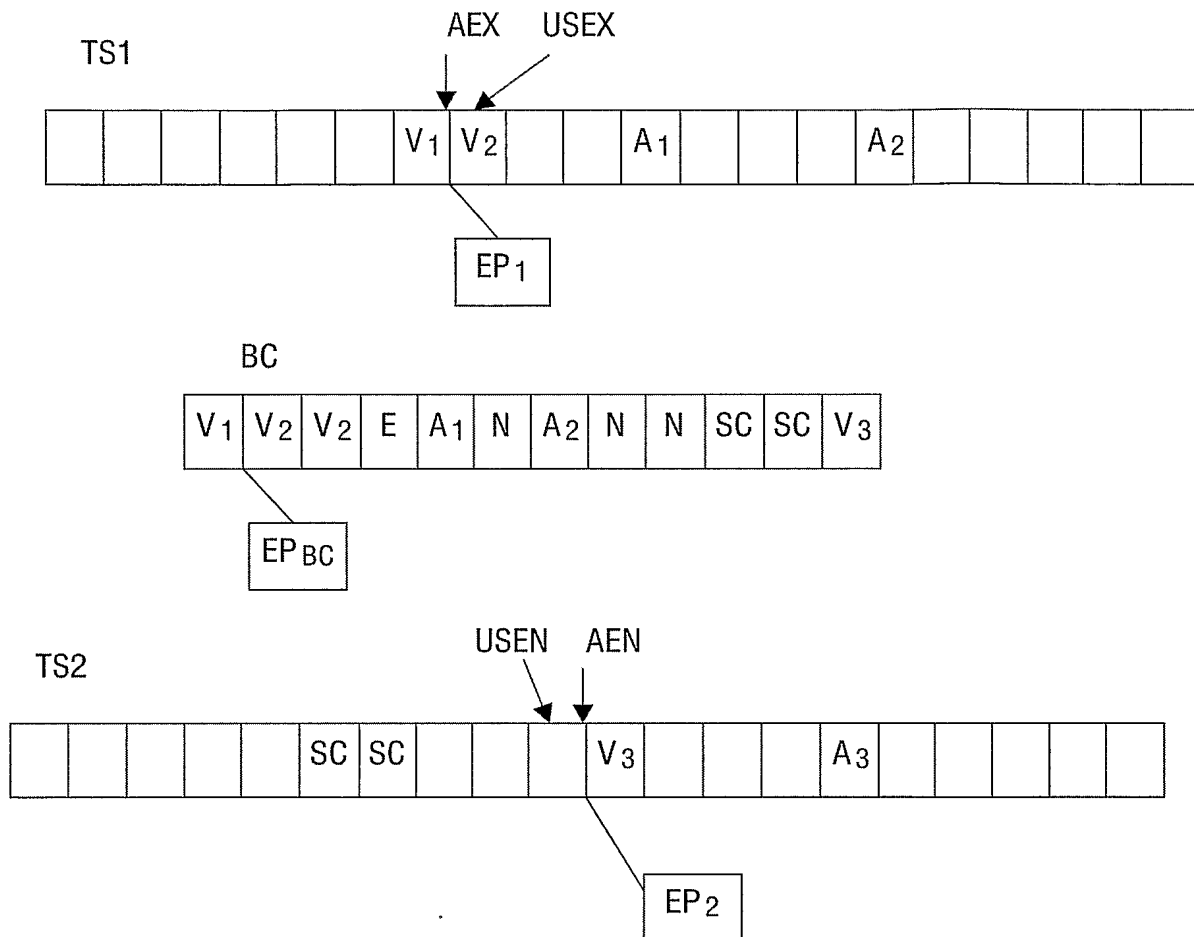 AEX USEX
TS1
V1 V2 A1 A2
EP1
BC
V1 V2 V2 E A1 N A2 N N SC SC V3
EPBC
USEN AEN
TS2
SC SC V3 A3
EP2